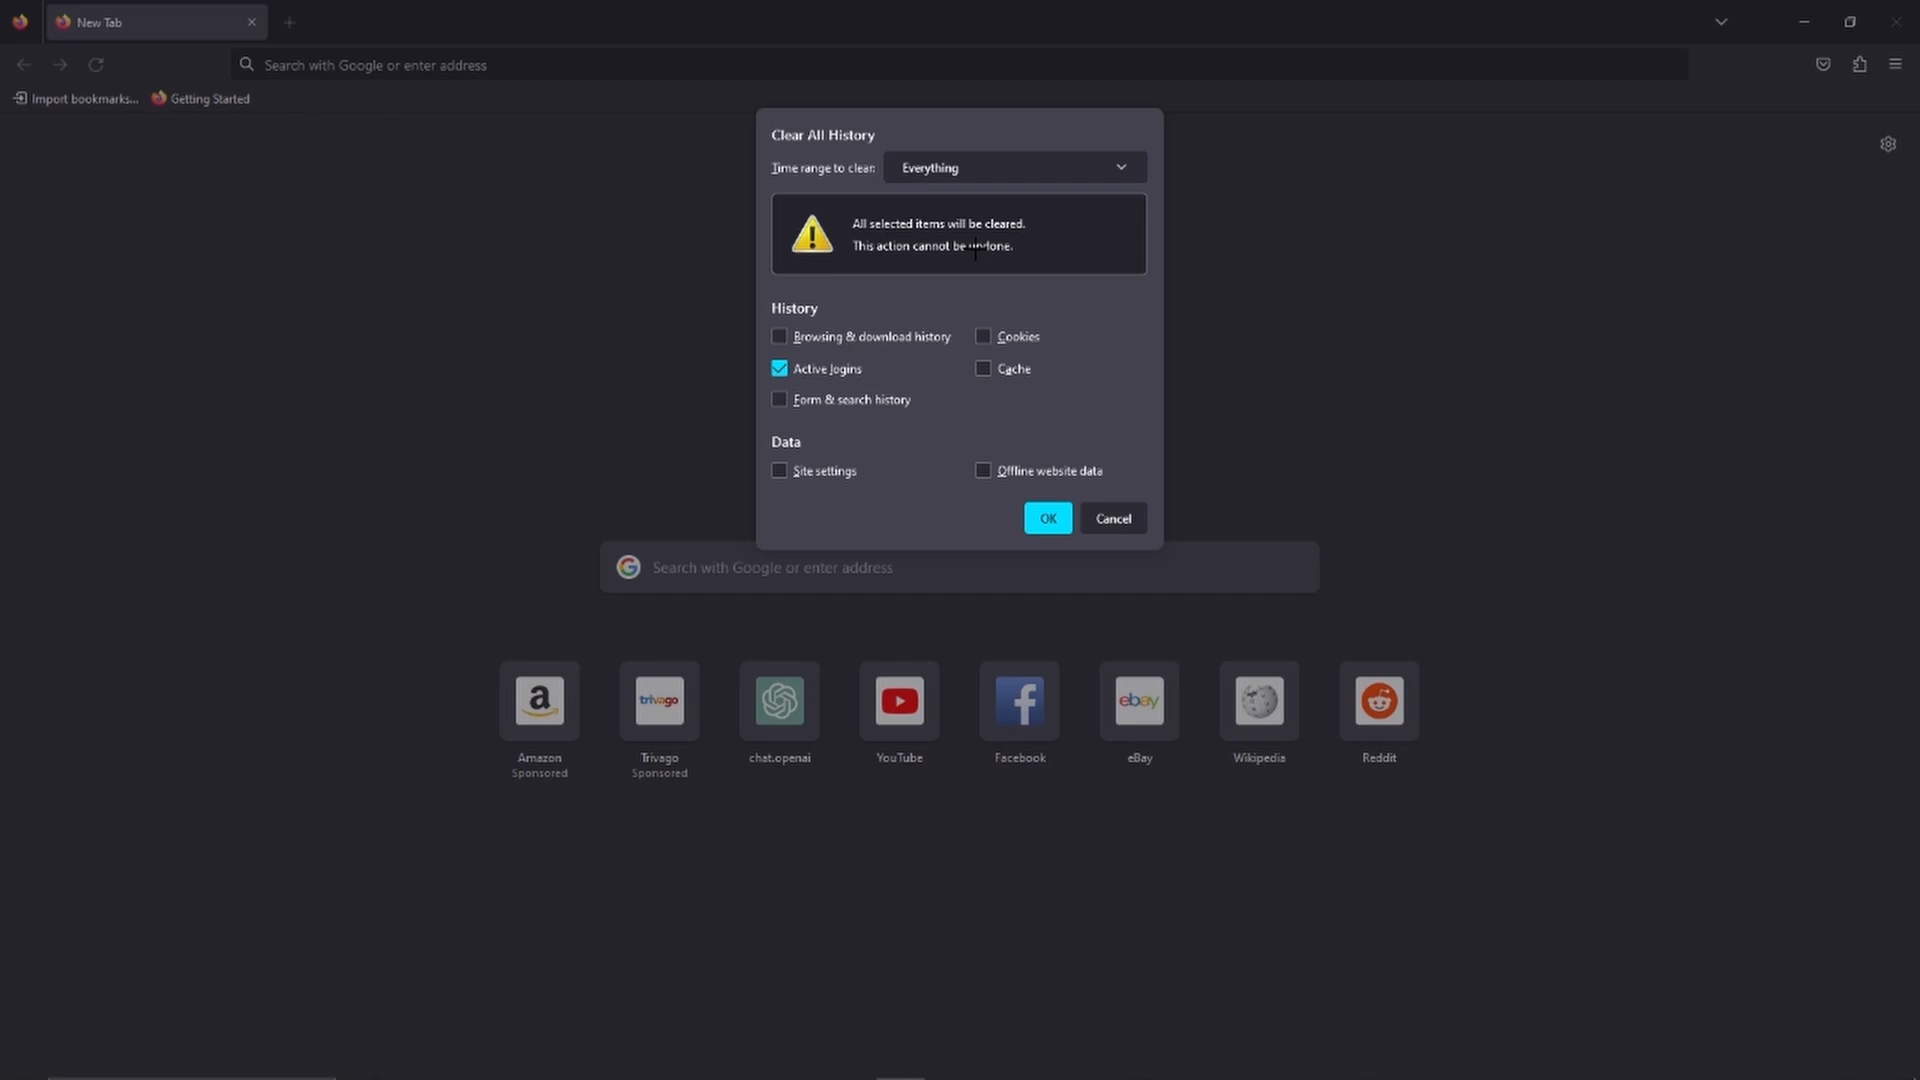 New Tab
Search with Google or enter address
Import bookmarks...
Getting Started
Clear All History
Time range to clear: Everything
All selected items will be cleared.
This action cannot be
History
Browsing & download history
Cookies
Active logins
Cache
Form & search history
Data
Site settings
Offline website data
OK
Cancel
Search with Google or enter address
a
trivago
f
ebay
Amazon
Sponsored
Trivago
Sponsored
chat.openai
YouTube
Facebook
eBay
Wikipedia
Reddit